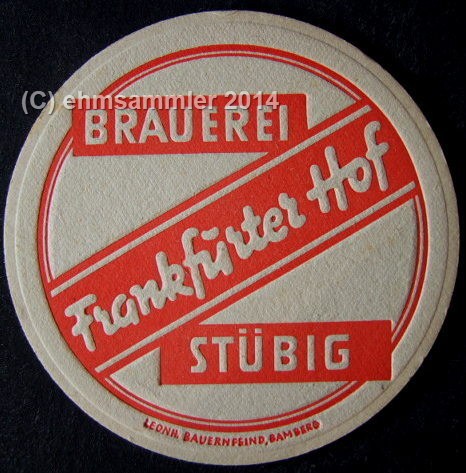 (C) ehmsammler 2014
BRAUEREI
Frankfurter Hof
STÜBIG
LEONH. BAUERNFEIND, BAMBERG